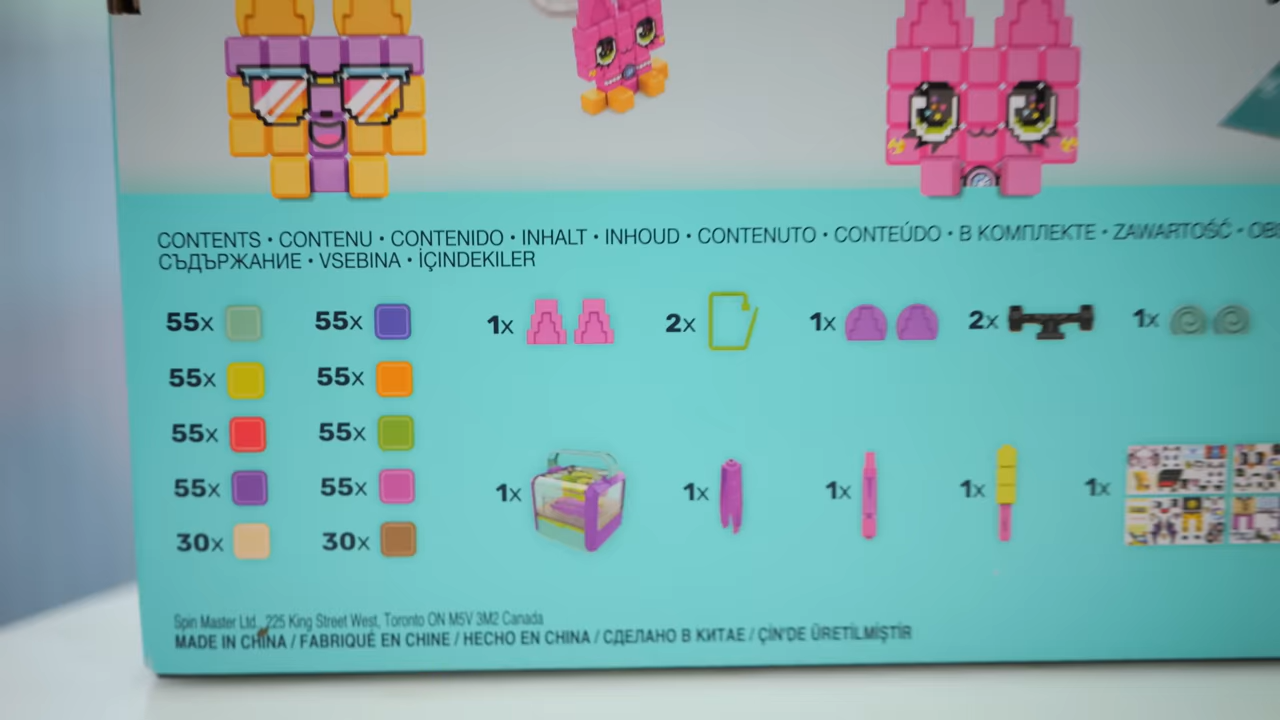 CONTENTS • CONTENU • CONTENIDO • INHALT • INHOUD • CONTENUTO • CONTEÚDO • В КОМПЛЕКТЕ • ZAWARTOŚĆ •
СЪДЪРЖАНИЕ • VSEBINA • İÇINDEKILER
55x 55x 1x 2x 1x 2x 1x
55x 55x
55x 55x
55x 55x 1x 1x 1x 1x 1x
30x 30x
Spin Master Ltd., 225 King Street West, Toronto ON M5V 3M2 Canada
MADE IN CHINA / FABRIQUÉ EN CHINE / HECHO EN CHINA / СДЕЛАНО В КИТАЕ / ÇİN'DE ÜRETİLMİŞTİR